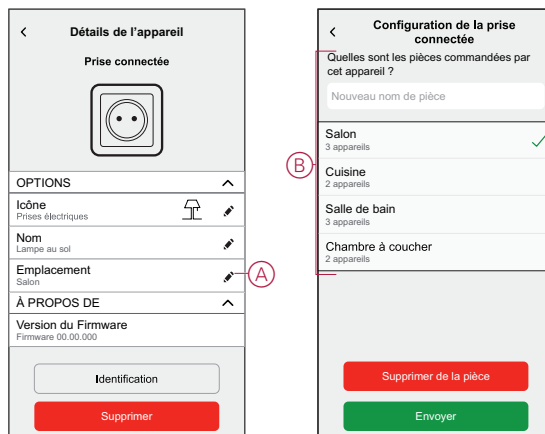 Détails de l'appareil
Prise connectée
OPTIONS
Icône
Prises électriques
Nom
Lampe au sol
Emplacement
Salon
A
À PROPOS DE
Version du Firmware
Firmware 00.00.000
Identification
Supprimer
Configuration de la prise
connectée
Quelles sont les pièces commandées par
cet appareil ?
Nouveau nom de pièce
B
Salon
3 appareils
Cuisine
2 appareils
Salle de bain
3 appareils
Chambre à coucher
2 appareils
Supprimer de la pièce
Envoyer